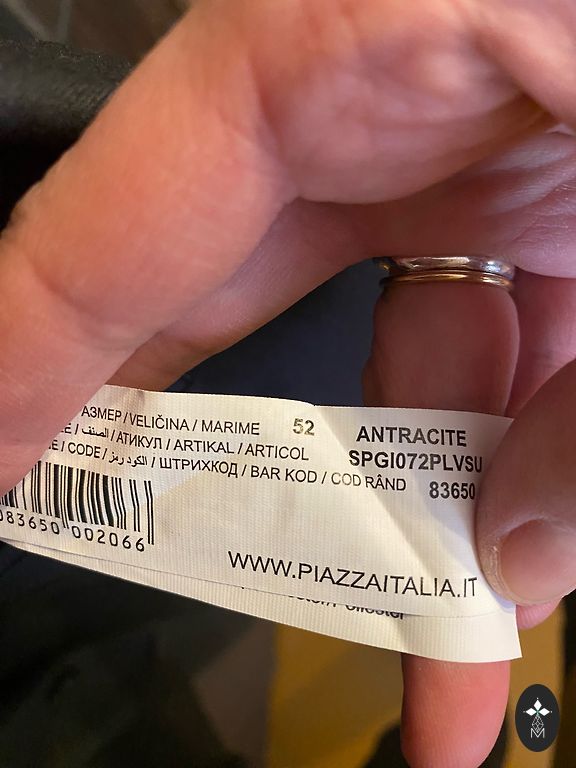 АЗМЕР / VELIČINA / MARIME 52 ANTRACITE
الصنف / АТИКУЛ / ARTIKAL / ARTICOL SPGI072PLVSU
CODE / الكود رمز / ШТРИХКОД / BAR KOD / COD RÂND 83650
83650 002066
WWW.PIAZZAITALIA.IT